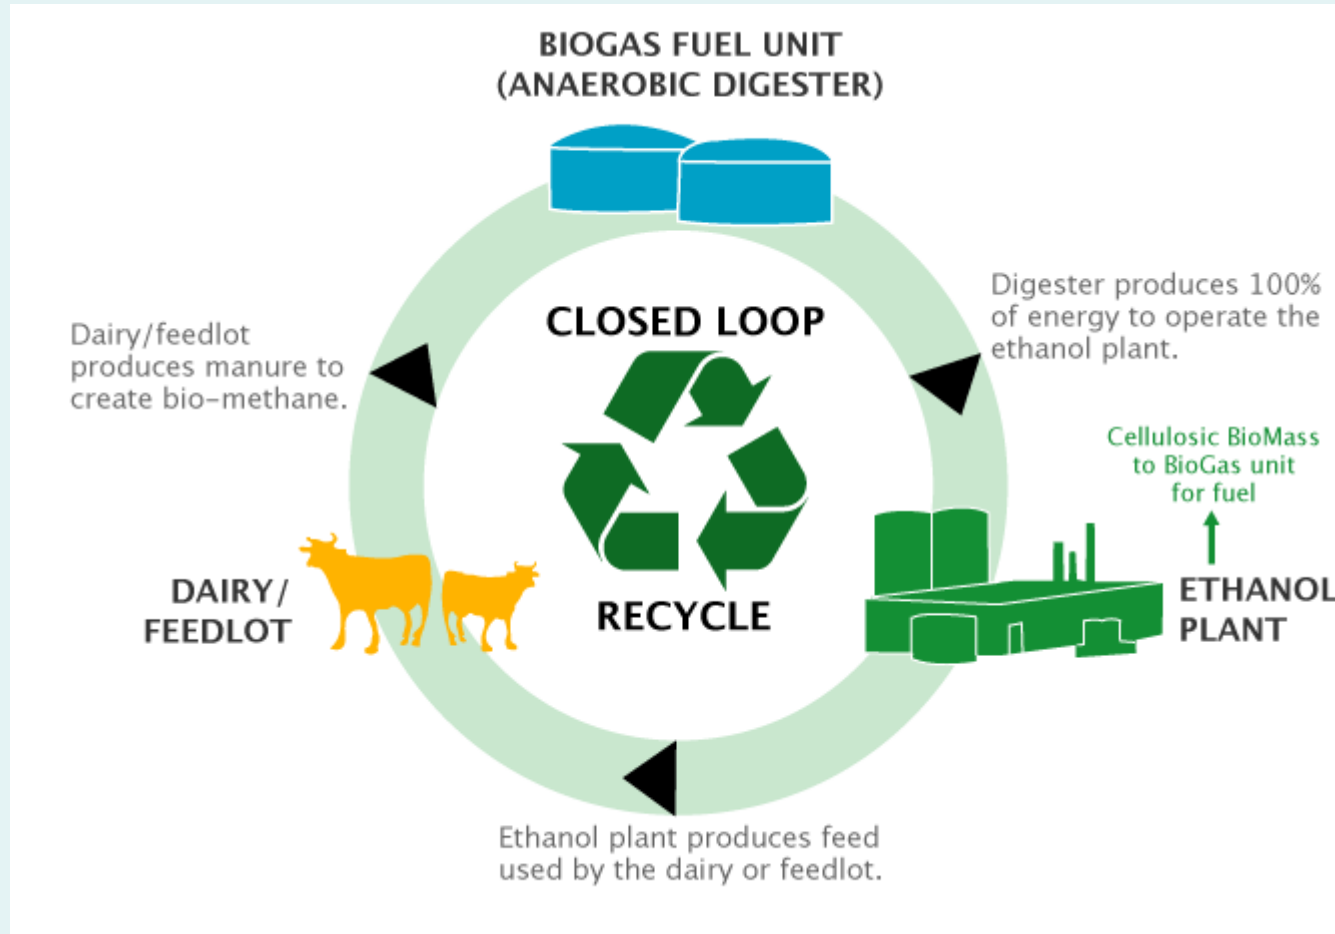 BIOGAS FUEL UNIT
(ANAEROBIC DIGESTER)
Digester produces 100%
of energy to operate the
ethanol plant.
CLOSED LOOP
Dairy/feedlot
produces manure to
create bio-methane.
Cellulosic BioMass
to BioGas unit
for fuel
DAIRY/
FEEDLOT
RECYCLE
ETHANOL
PLANT
Ethanol plant produces feed
used by the dairy or feedlot.